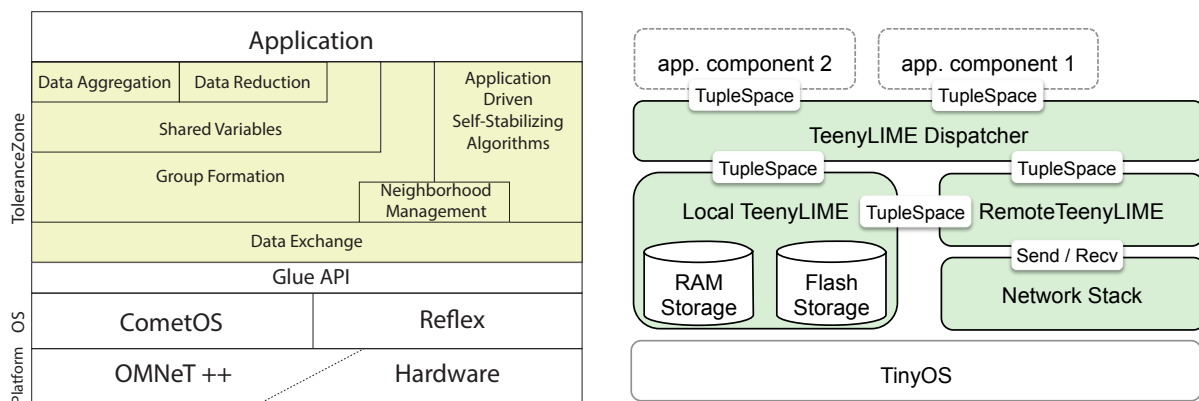 Application
Data Aggregation
Data Reduction
Shared Variables
Group Formation
Application
Driven
Self-Stabilizing
Algorithms
Neighborhood
Management
Data Exchange
ToleranceZone
Glue API
OS
CometOS
Reflex
Platform
OMNeT ++
Hardware
app. component 2
app. component 1
TupleSpace
TupleSpace
TeenyLIME Dispatcher
TupleSpace
TupleSpace
Local TeenyLIME
TupleSpace
RemoteTeenyLIME
RAM
Storage
Flash
Storage
Send / Recv
Network Stack
TinyOS